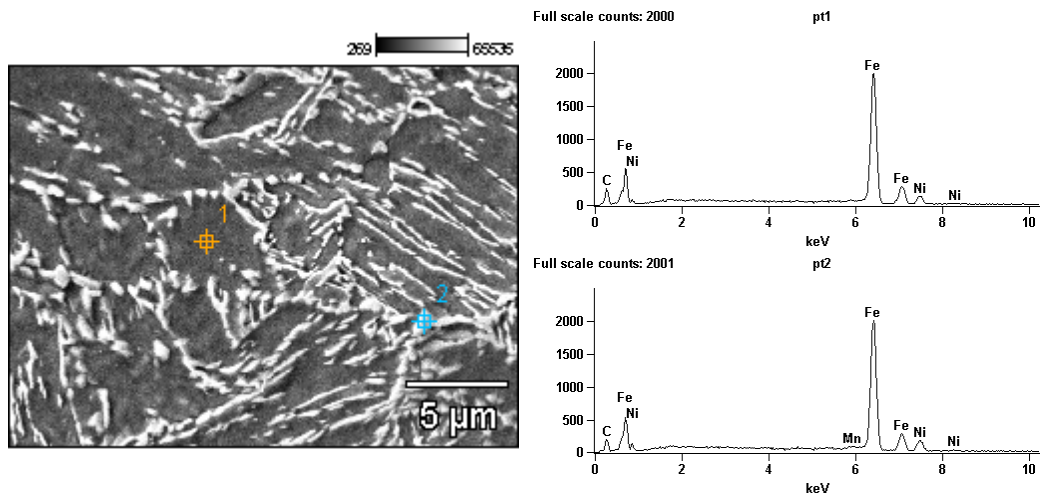 269 65535
1
2
5 µm
Full scale counts: 2000 pt1
2000
1500
1000
500
0
Fe
Fe
Ni
C
Fe
Ni
Ni
0 2 4 6 8 10
keV
Full scale counts: 2001 pt2
2000
1500
1000
500
0
Fe
Fe
Ni
C
Mn
Fe
Ni
Ni
0 2 4 6 8 10
keV